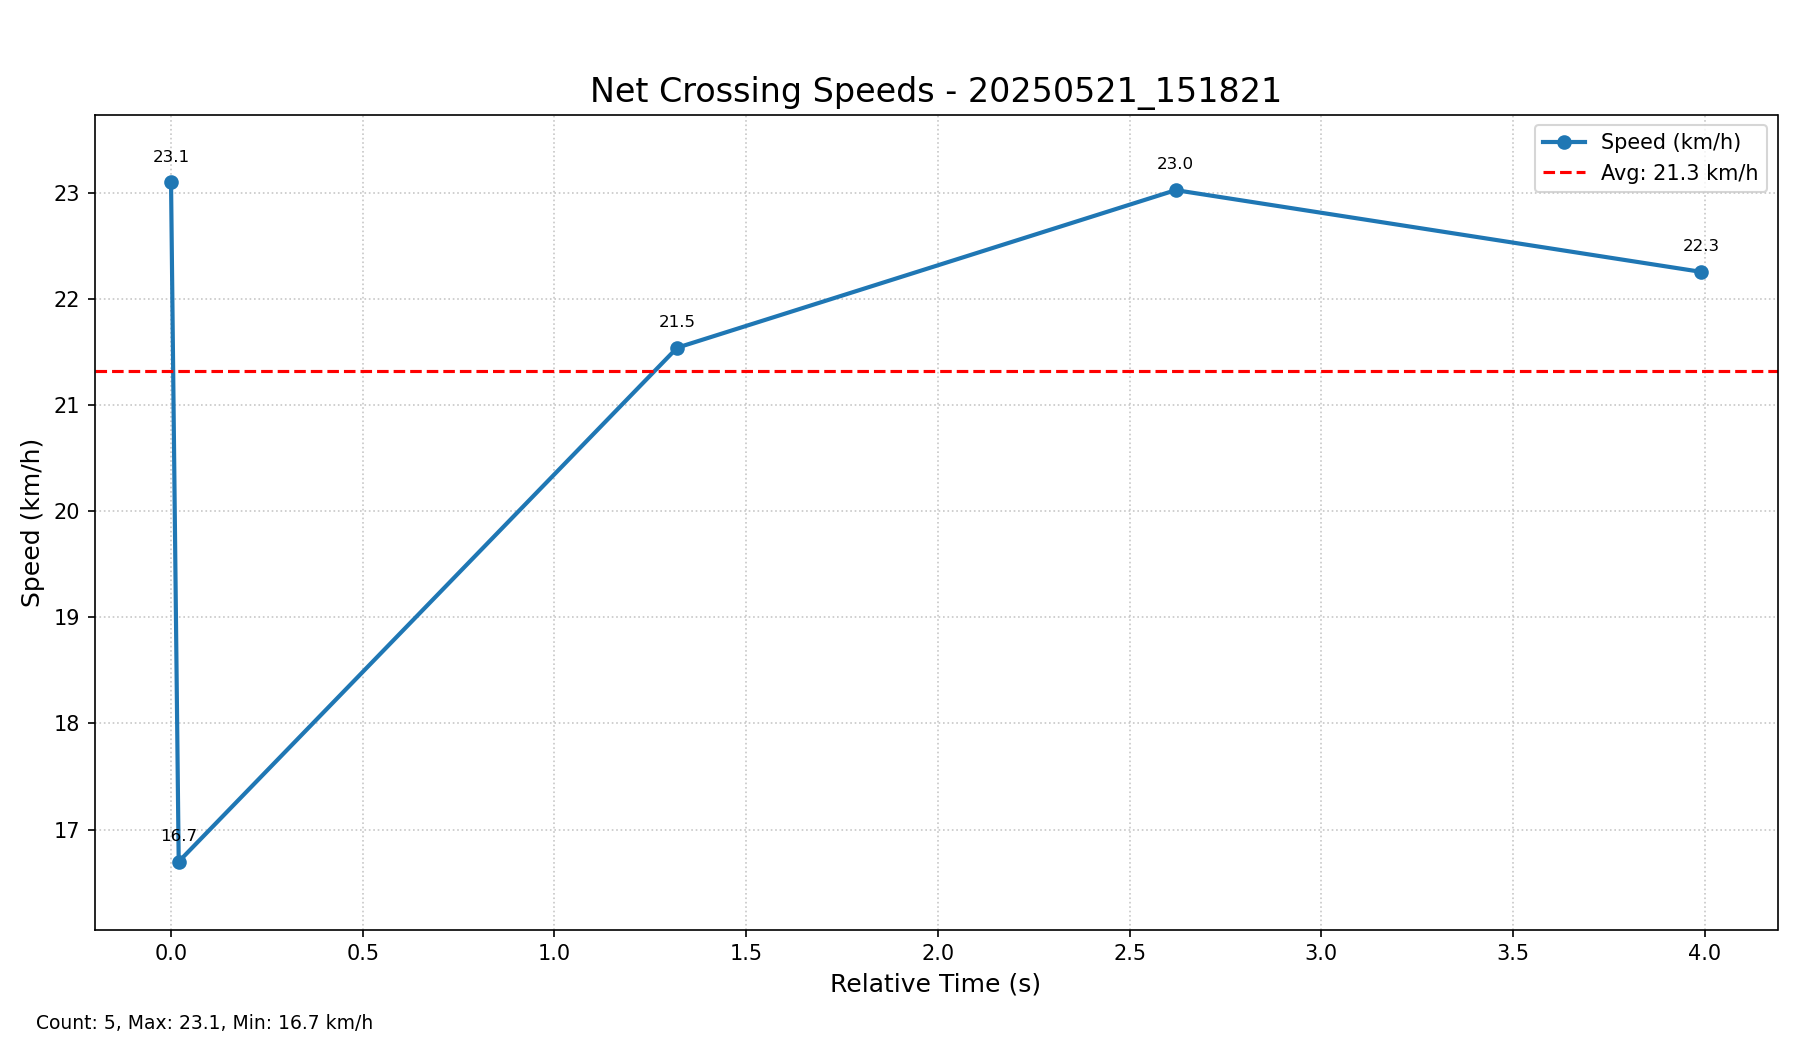 Net Crossing Speeds - 20250521_151821
Speed (km/h)
Avg: 21.3 km/h
23.1
23.0
22.3
21.5
16.7
23
22
21
20
19
18
17
Speed (km/h)
0.0 0.5 1.0 1.5 2.0 2.5 3.0 3.5 4.0
Relative Time (s)
Count: 5, Max: 23.1, Min: 16.7 km/h